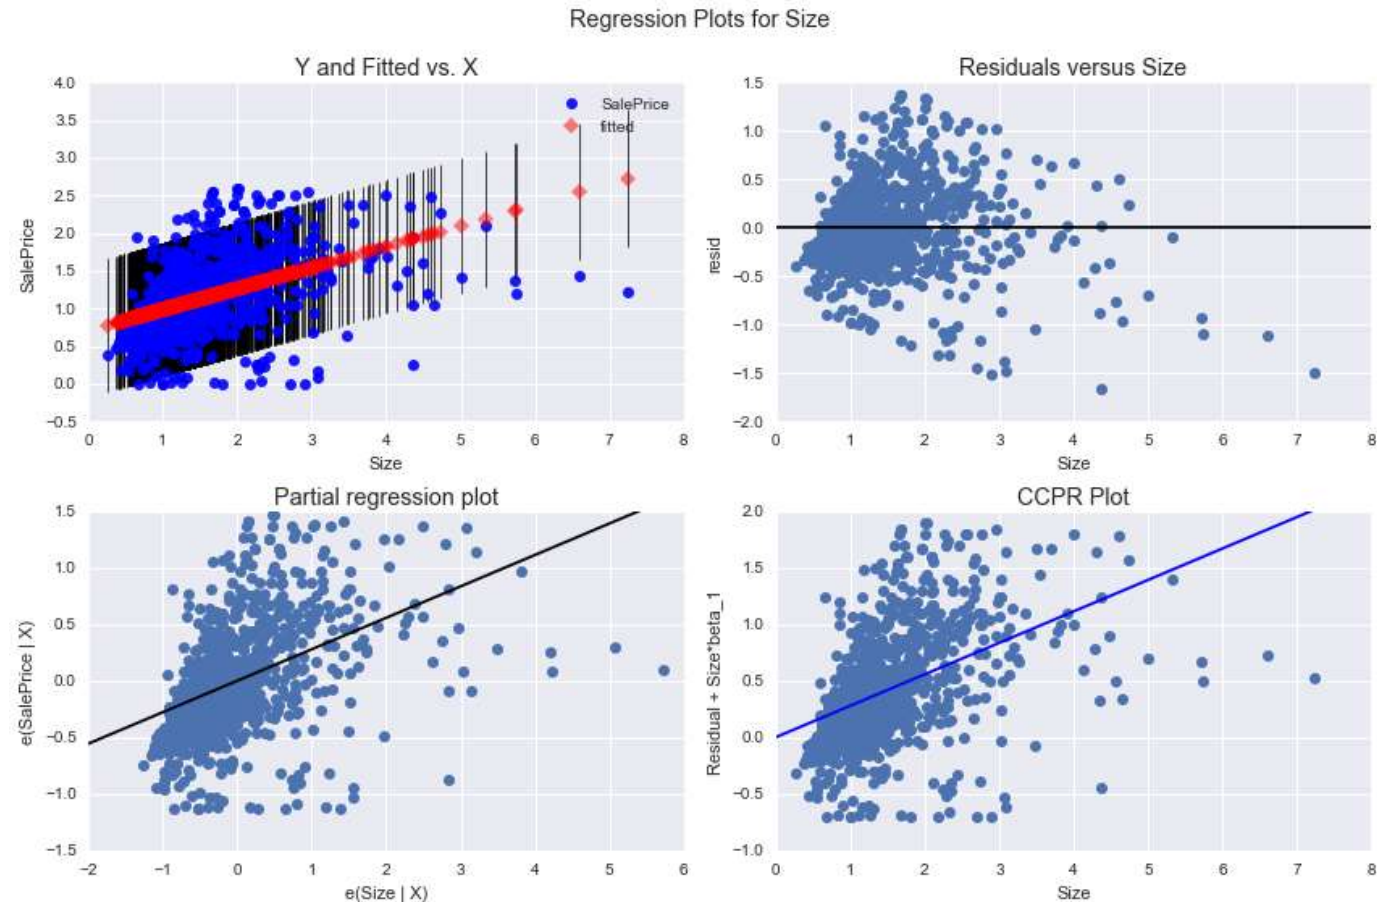 Regression Plots for Size
Y and Fitted vs. X
4.0
3.5
3.0
2.5
2.0
1.5
1.0
0.5
0.0
−0.5
SalePrice
SalePrice
fitted
0 1 2 3 4 5 6 7 8
Size
Residuals versus Size
1.5
1.0
0.5
0.0
−0.5
−1.0
−1.5
−2.0
resid
0 1 2 3 4 5 6 7 8
Size
Partial regression plot
1.5
1.0
0.5
0.0
−0.5
−1.0
−1.5
e(SalePrice | X)
−2 −1 0 1 2 3 4 5 6
e(Size | X)
CCPR Plot
2.0
1.5
1.0
0.5
0.0
−0.5
−1.0
Residual + Size*beta_1
0 1 2 3 4 5 6 7 8
Size